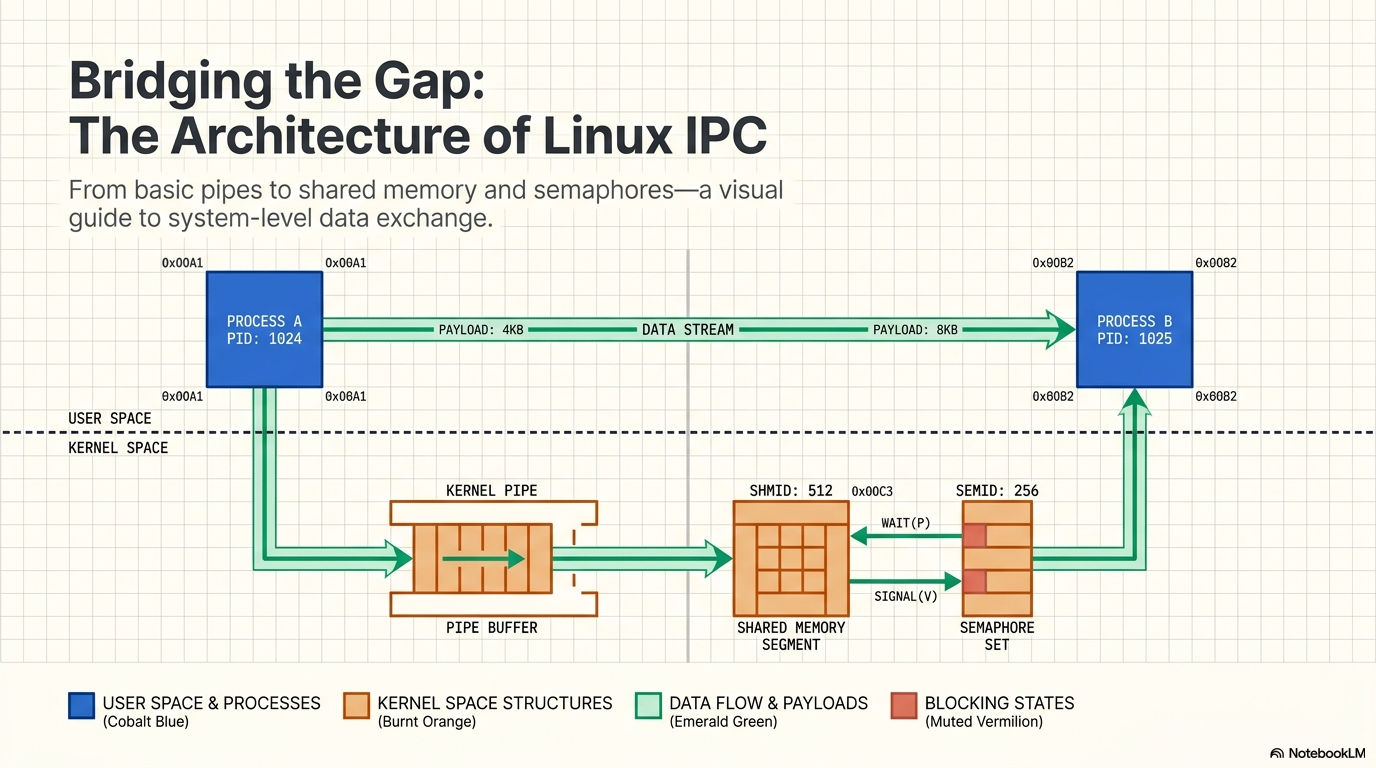 Bridging the Gap:
The Architecture of Linux IPC
From basic pipes to shared memory and semaphores—a visual
guide to system-level data exchange.
0x00A1
0x00A1
0x00B2
0x00B2
PROCESS A
PID: 1024
PAYLOAD: 4KB
DATA STREAM
PAYLOAD: 8KB
PROCESS B
PID: 1025
0x00A1
0x00A1
0x60B2
0x60B2
USER SPACE
KERNEL SPACE
KERNEL PIPE
SHMID: 512
0x00C3
SEMID: 256
WAIT(P)
SIGNAL(V)
PIPE BUFFER
SHARED MEMORY
SEGMENT
SEMAPHORE
SET
USER SPACE & PROCESSES
(Cobalt Blue)
KERNEL SPACE STRUCTURES
(Burnt Orange)
DATA FLOW & PAYLOADS
(Emerald Green)
BLOCKING STATES
(Muted Vermilion)
NotebookLM